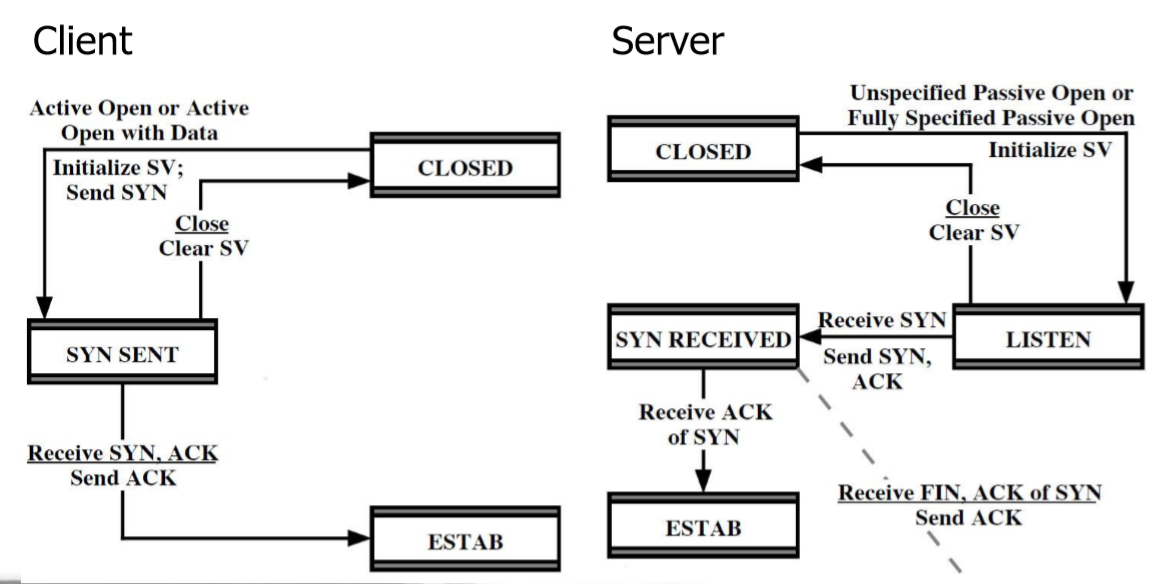 Client
Active Open or Active
Open with Data
Initialize SV;
Send SYN
CLOSED
Close
Clear SV
SYN SENT
Receive SYN, ACK
Send ACK
ESTAB
Server
Unspecified Passive Open or
Fully Specified Passive Open
Initialize SV
CLOSED
Close
Clear SV
SYN RECEIVED
Receive SYN
Send SYN,
ACK
LISTEN
Receive ACK
of SYN
Receive FIN, ACK of SYN
Send ACK
ESTAB